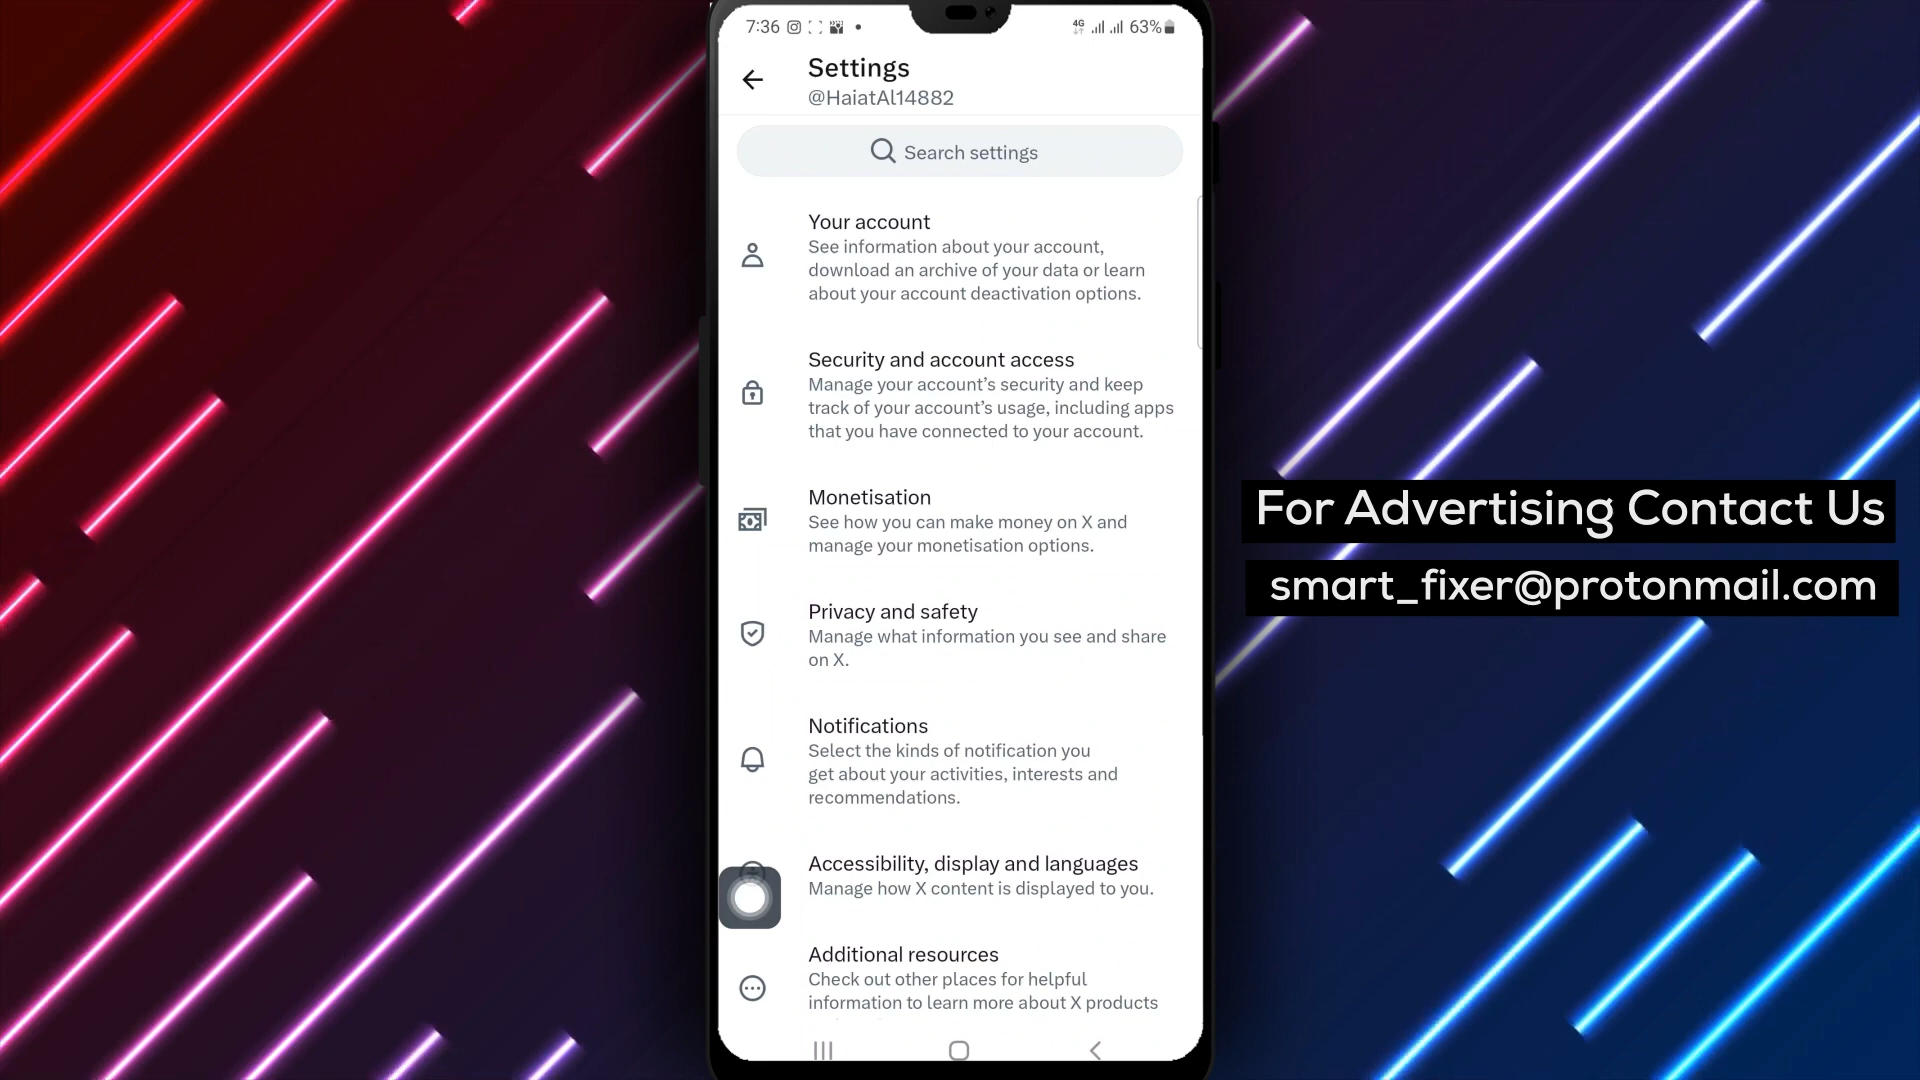 7:36
4G 63%
Settings
@HaiatAl14882
Search settings
Your account
See information about your account,
download an archive of your data or learn
about your account deactivation options.
Security and account access
Manage your account’s security and keep
track of your account’s usage, including apps
that you have connected to your account.
Monetisation
See how you can make money on X and
manage your monetisation options.
Privacy and safety
Manage what information you see and share
on X.
Notifications
Select the kinds of notification you
get about your activities, interests and
recommendations.
Accessibility, display and languages
Manage how X content is displayed to you.
Additional resources
Check out other places for helpful
information to learn more about X products
For Advertising Contact Us
smart_fixer@protonmail.com